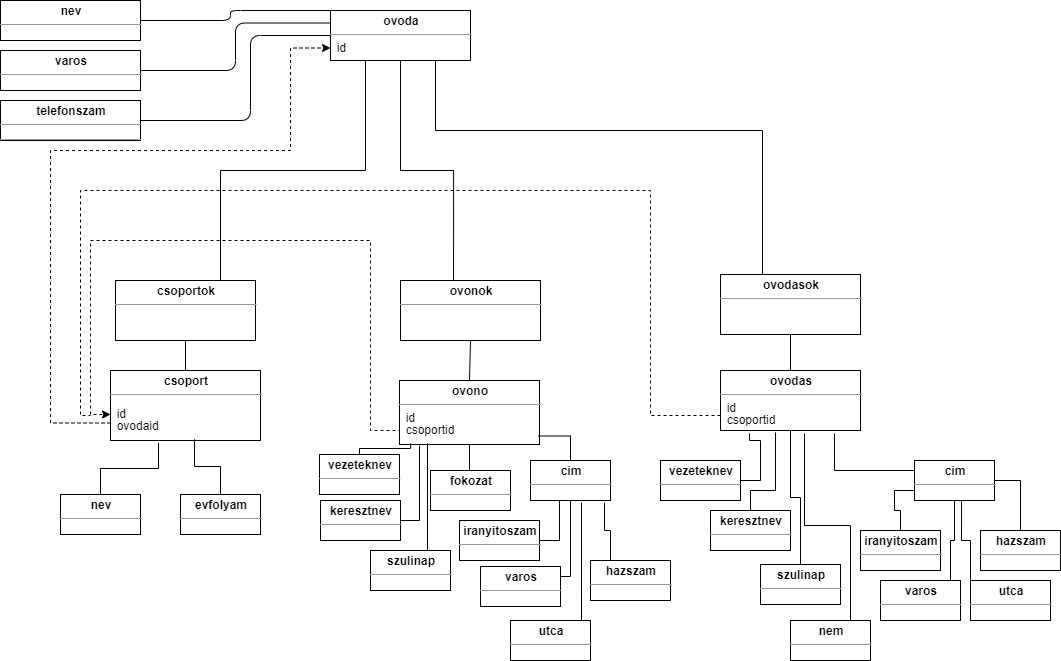 nev
ovoda
id
varos
telefonszam
csoportok
ovonok
ovodasok
csoport
id
ovodaid
ovono
id
csoportid
ovodas
id
csoportid
nev
evfolyam
vezeteknev
keresztnev
fokozat
szulinap
cim
iranyitoszam
varos
hazszam
utca
vezeteknev
keresztnev
szulinap
nem
cim
iranyitoszam
hazszam
varos
utca